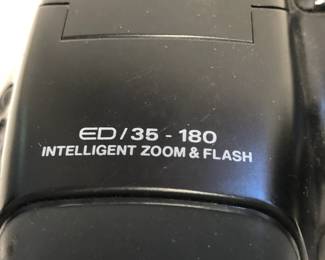 ED/35 - 180
INTELLIGENT ZOOM & FLASH